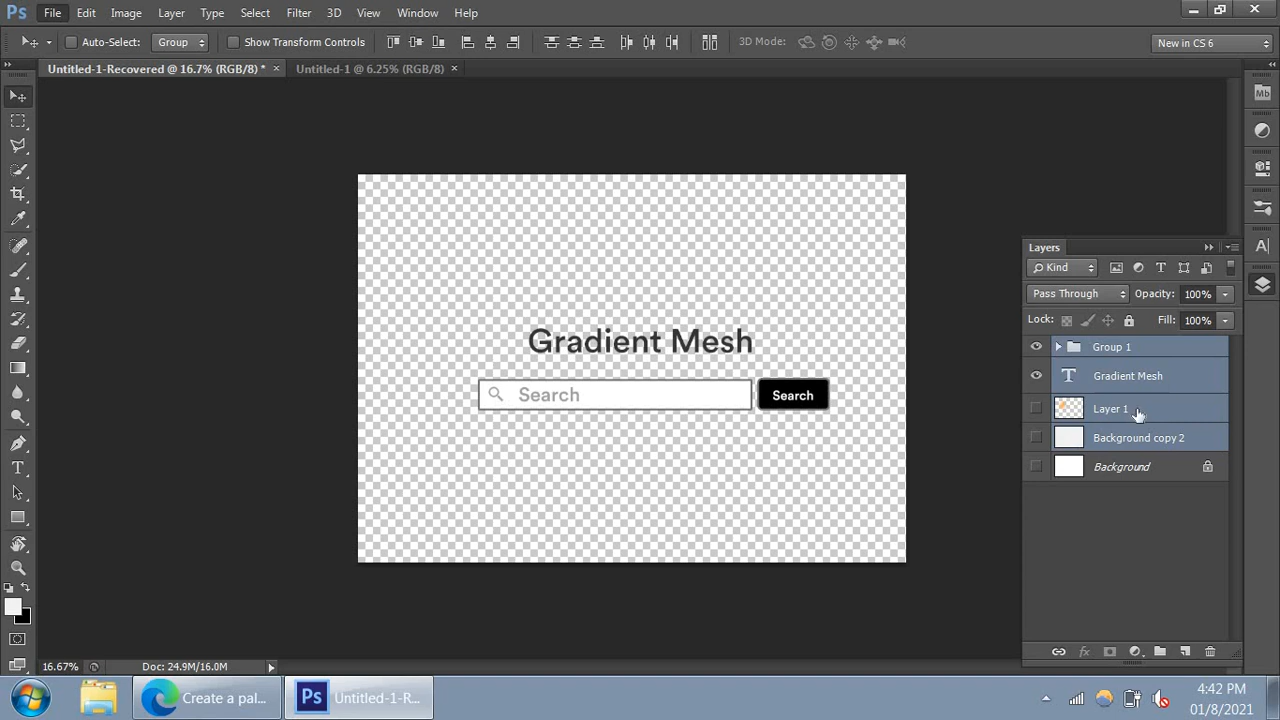 Ps File Edit Image Layer Type Select Filter 3D View Window Help
Auto-Select: Group Show Transform Controls 3D Mode: New in CS 6
Untitled-1-Recovered @ 16.7% (RGB/8) * × Untitled-1 @ 6.25% (RGB/8) ×
Mb
Gradient Mesh
Search Search
Layers
Kind
Pass Through Opacity: 100%
Lock: Fill: 100%
Group 1
Gradient Mesh
Layer 1
Background copy 2
Background
16.67% Doc: 24.9M/16.0M
Create a pal... Ps Untitled-1-R...
4:42 PM
01/8/2021